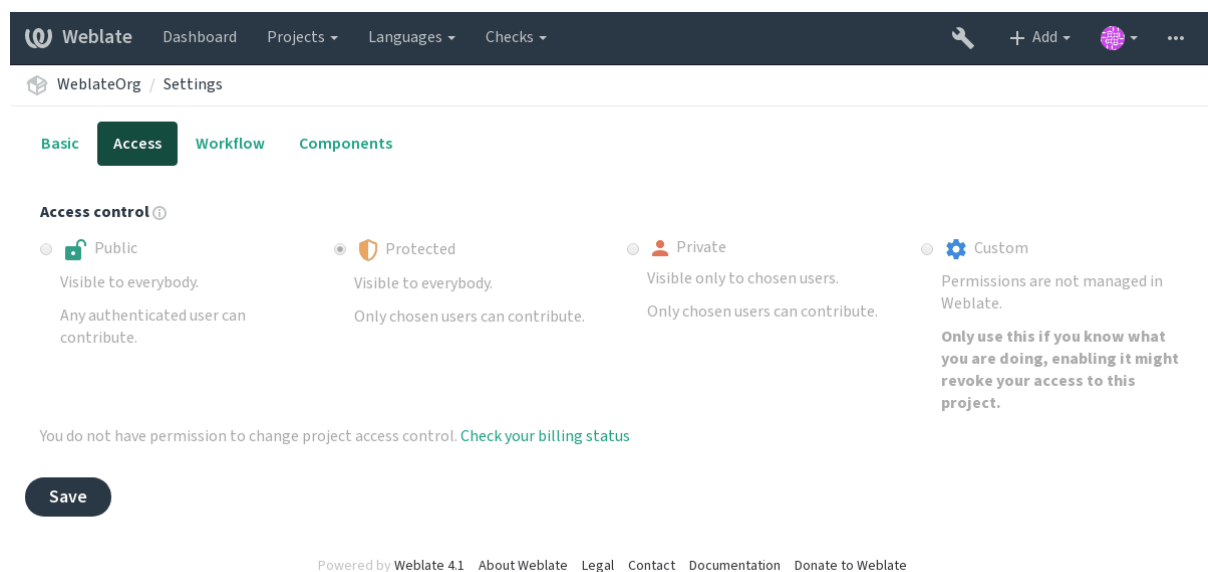 Weblate Dashboard Projects Languages Checks Add
WeblateOrg / Settings
Basic Access Workflow Components
Access control
Public
Visible to everybody.
Any authenticated user can
contribute.
Protected
Visible to everybody.
Only chosen users can contribute.
Private
Visible only to chosen users.
Only chosen users can contribute.
Custom
Permissions are not managed in
Weblate.
Only use this if you know what
you are doing, enabling it might
revoke your access to this
project.
You do not have permission to change project access control. Check your billing status
Save
Powered by Weblate 4.1 About Weblate Legal Contact Documentation Donate to Weblate